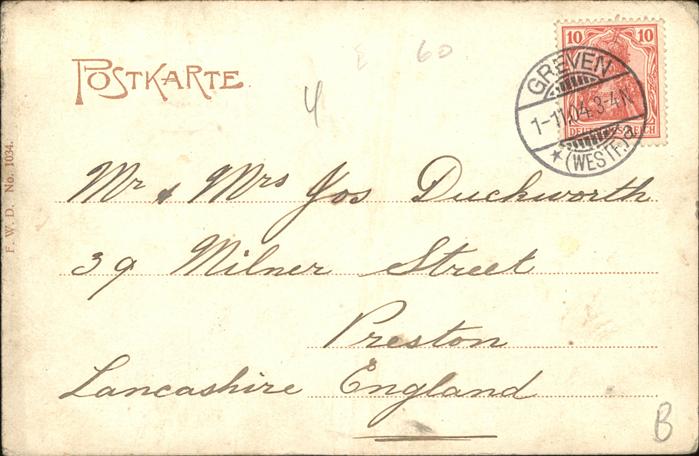 POSTKARTE
E 60
4
10 10
DEUTSCHES REICH
GREVEN
1-11.04.3-4N
(WESTF.) a
F. W. D. No. 1034.
Mr & Mrs Jos Duckworth
39 Milner Street
Preston
Lancashire England
B